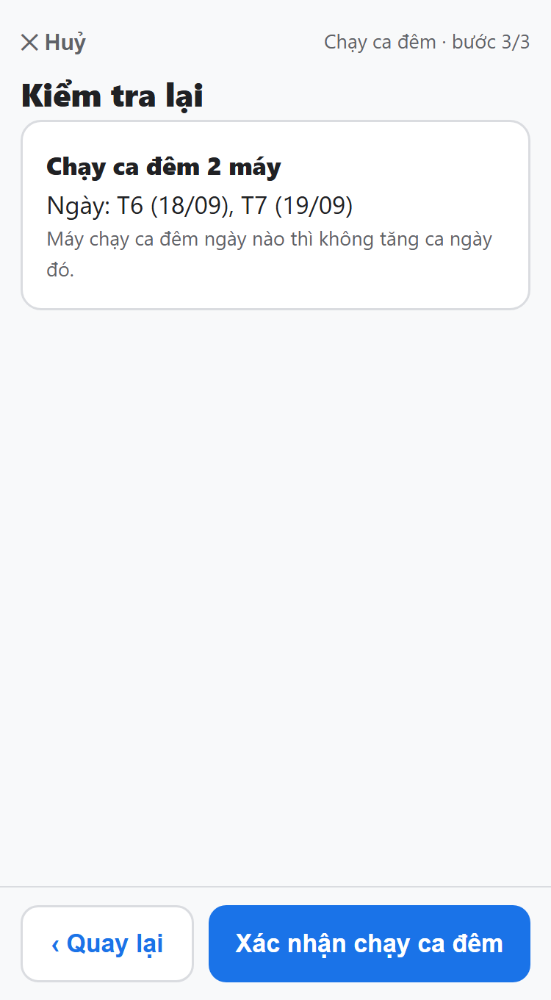 ✕ Huỷ
Chạy ca đêm · bước 3/3
Kiểm tra lại
Chạy ca đêm 2 máy
Ngày: T6 (18/09), T7 (19/09)
Máy chạy ca đêm ngày nào thì không tăng ca ngày
đó.
‹ Quay lại
Xác nhận chạy ca đêm